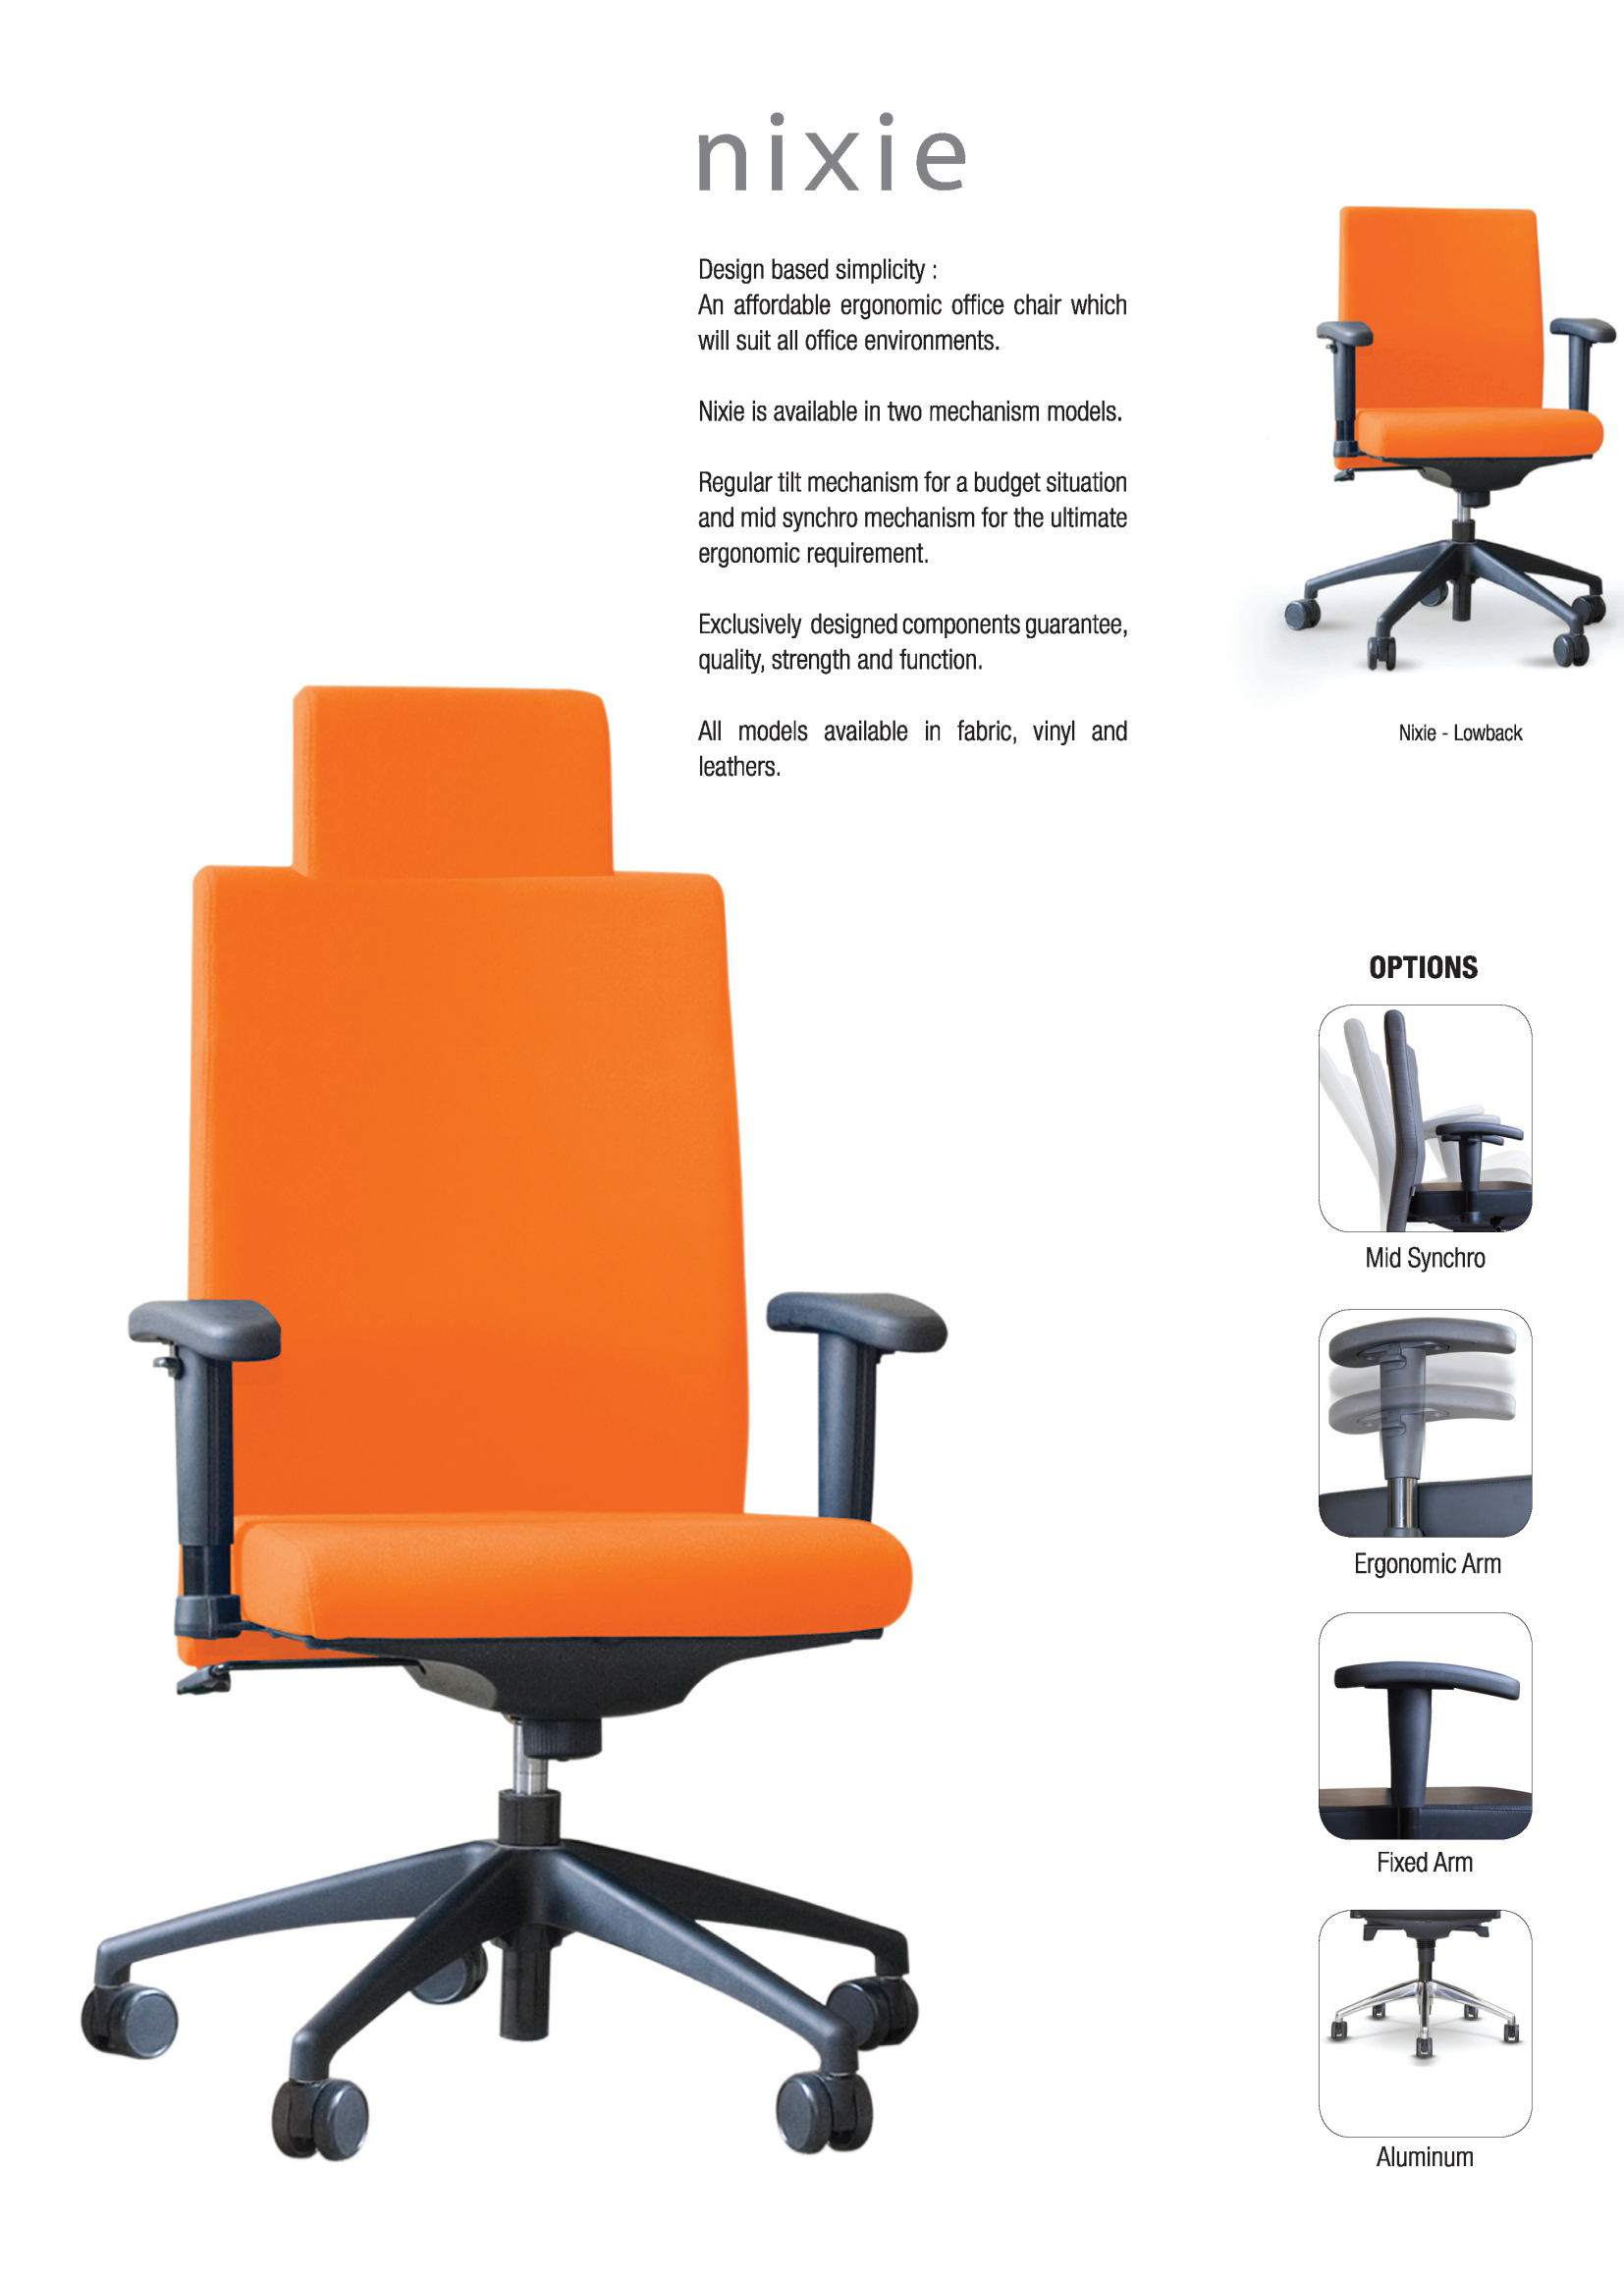 nixie
Design based simplicity :
An affordable ergonomic office chair which
will suit all office environments.
Nixie is available in two mechanism models.
Regular tilt mechanism for a budget situation
and mid synchro mechanism for the ultimate
ergonomic requirement.
Exclusively designed components guarantee,
quality, strength and function.
All models available in fabric, vinyl and
leathers.
Nixie - Lowback
OPTIONS
Mid Synchro
Ergonomic Arm
Fixed Arm
Aluminum